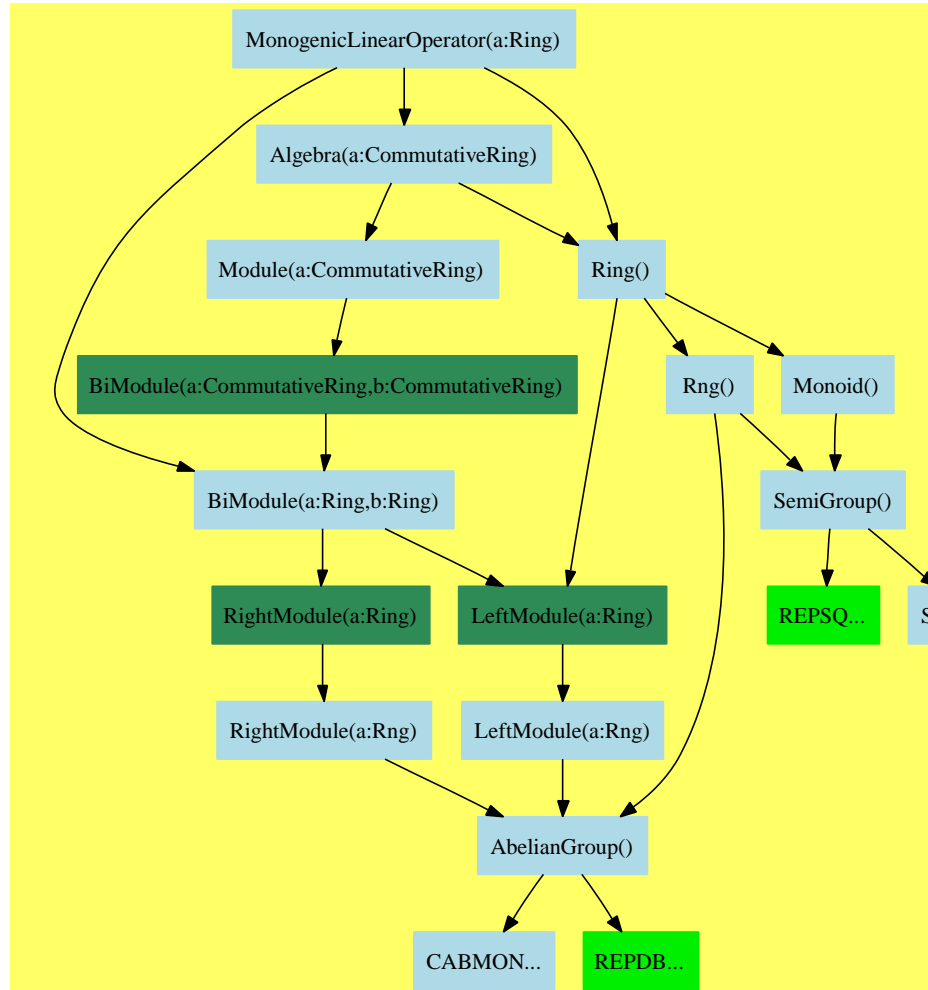 MonogenicLinearOperator(a:Ring)
Algebra(a:CommutativeRing)
Module(a:CommutativeRing)
Ring()
BiModule(a:CommutativeRing,b:CommutativeRing)
Rng()
Monoid()
BiModule(a:Ring,b:Ring)
SemiGroup()
RightModule(a:Ring)
LeftModule(a:Ring)
REPSQ...
S
RightModule(a:Rng)
LeftModule(a:Rng)
AbelianGroup()
CABMON...
REPDB...